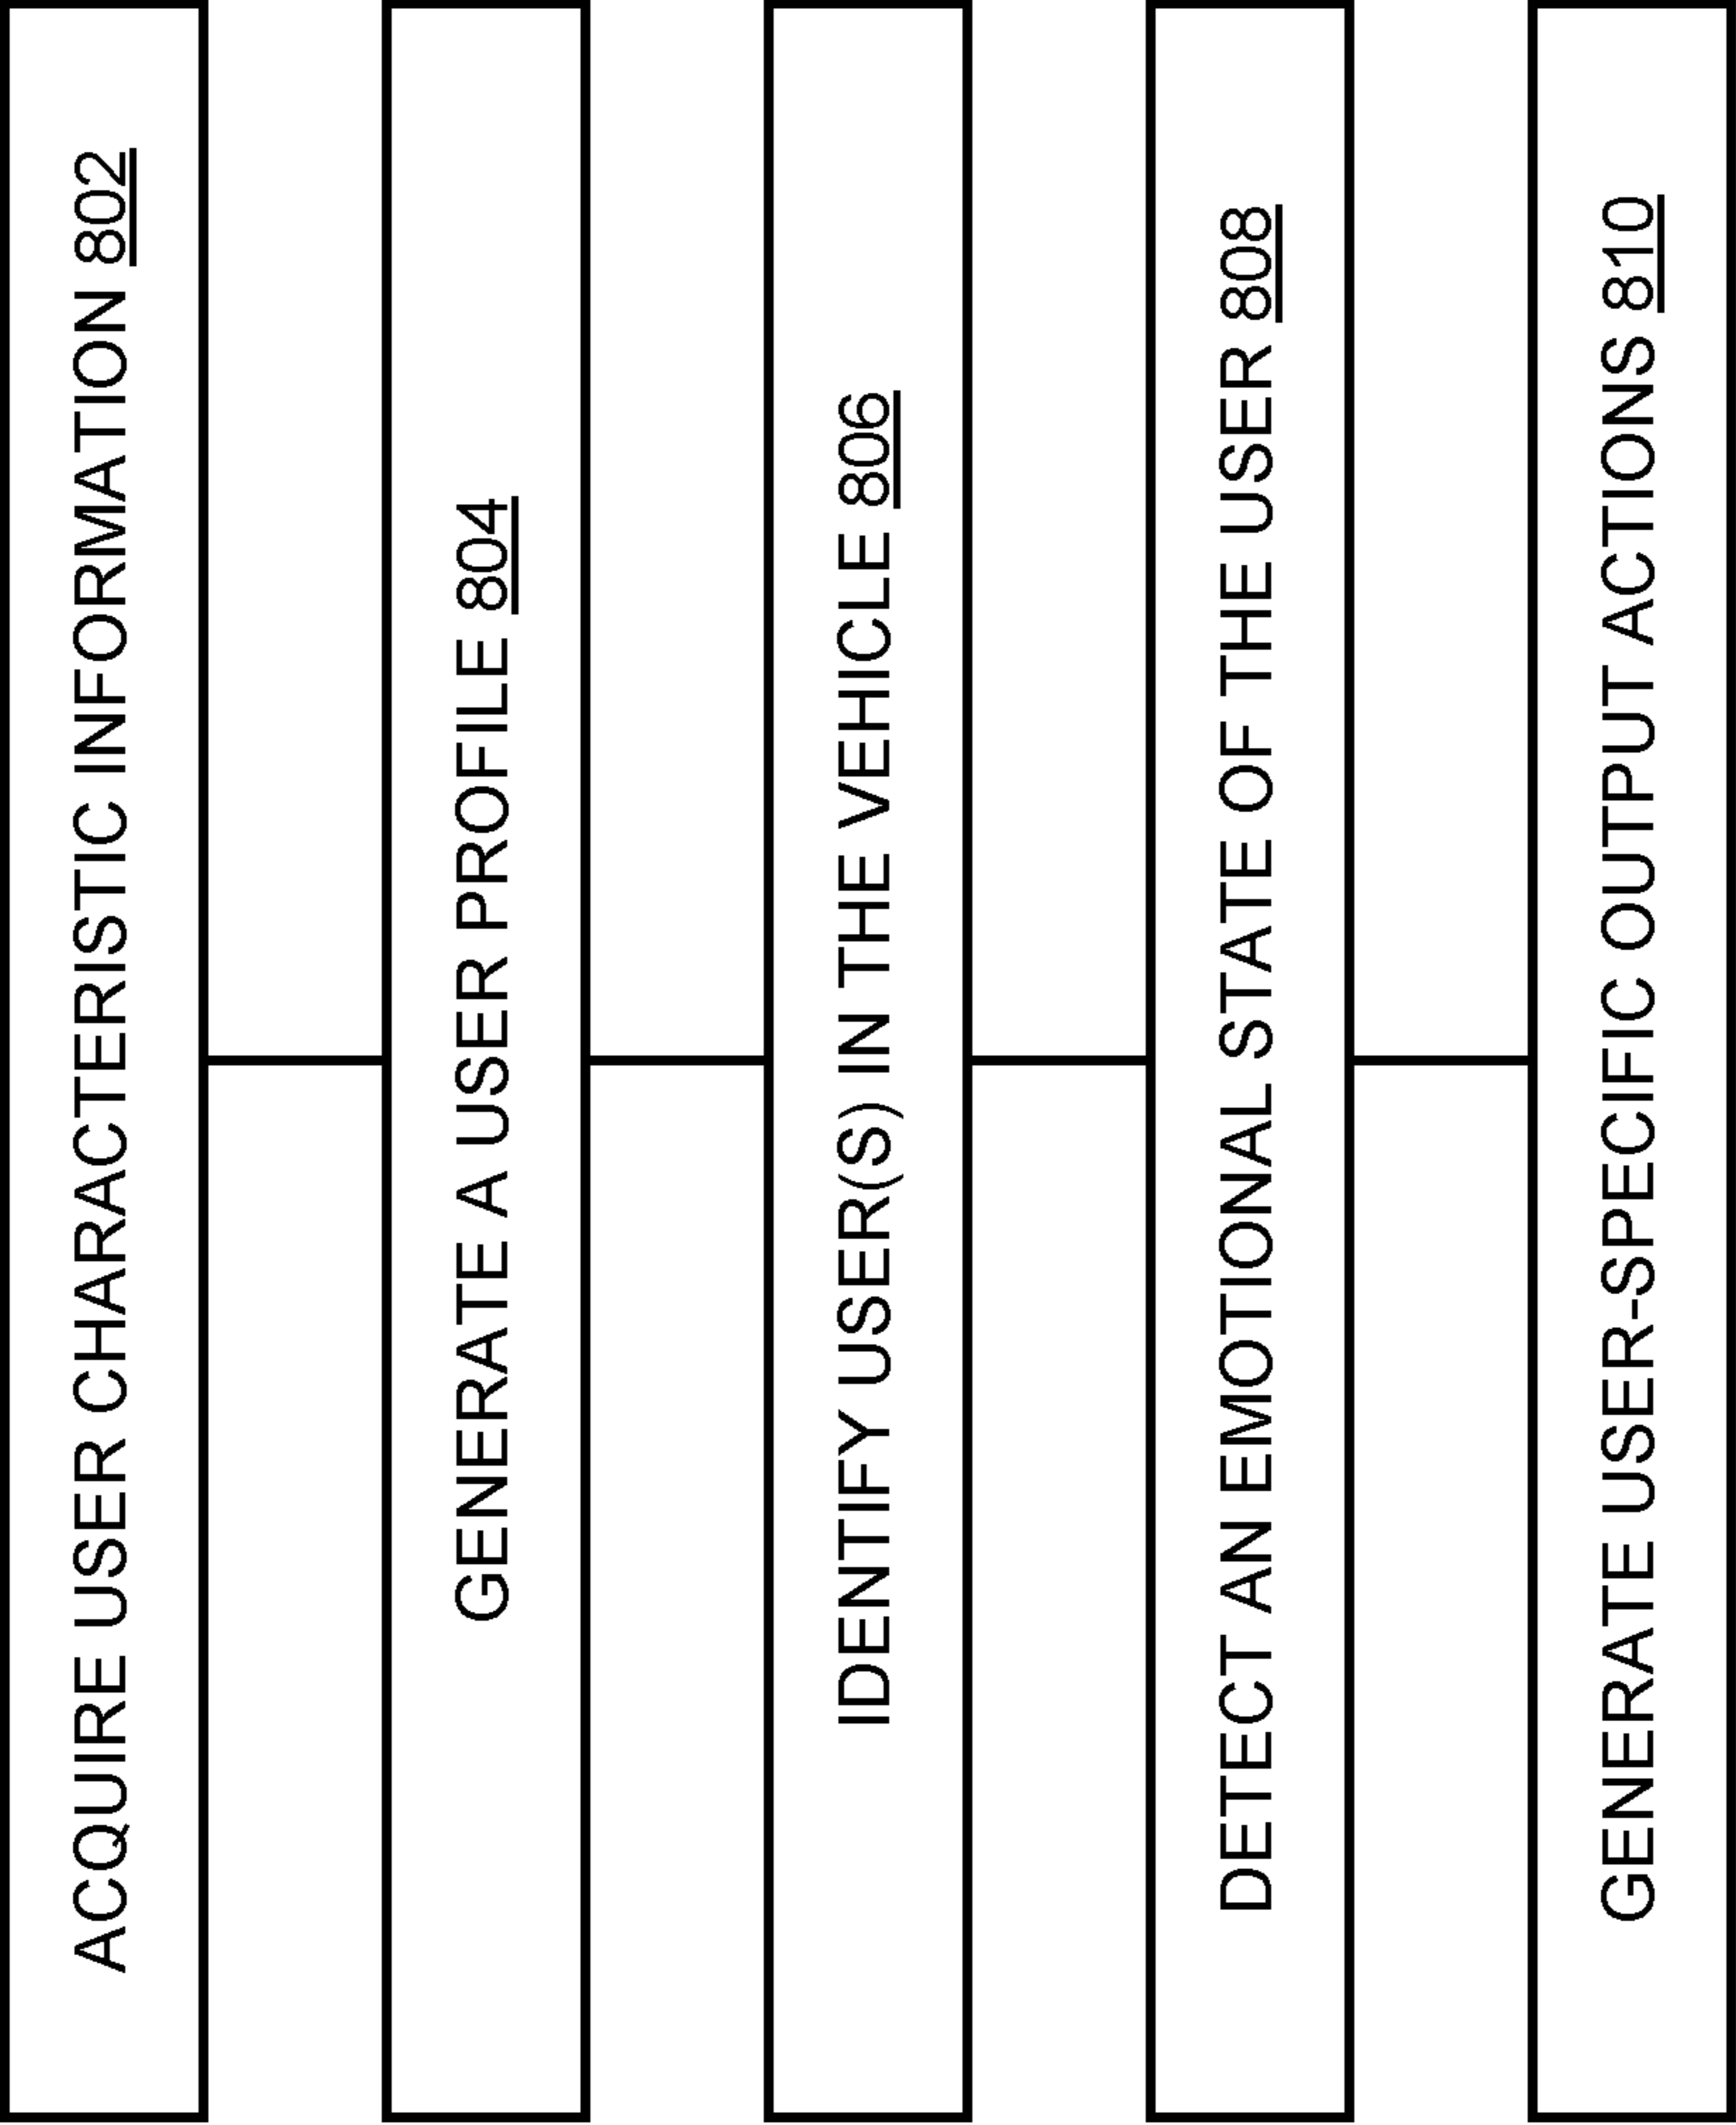 ACQUIRE USER CHARACTERISTIC INFORMATION 802
GENERATE A USER PROFILE 804
IDENTIFY USER(S) IN THE VEHICLE 806
DETECT AN EMOTIONAL STATE OF THE USER 808
GENERATE USER-SPECIFIC OUTPUT ACTIONS 810